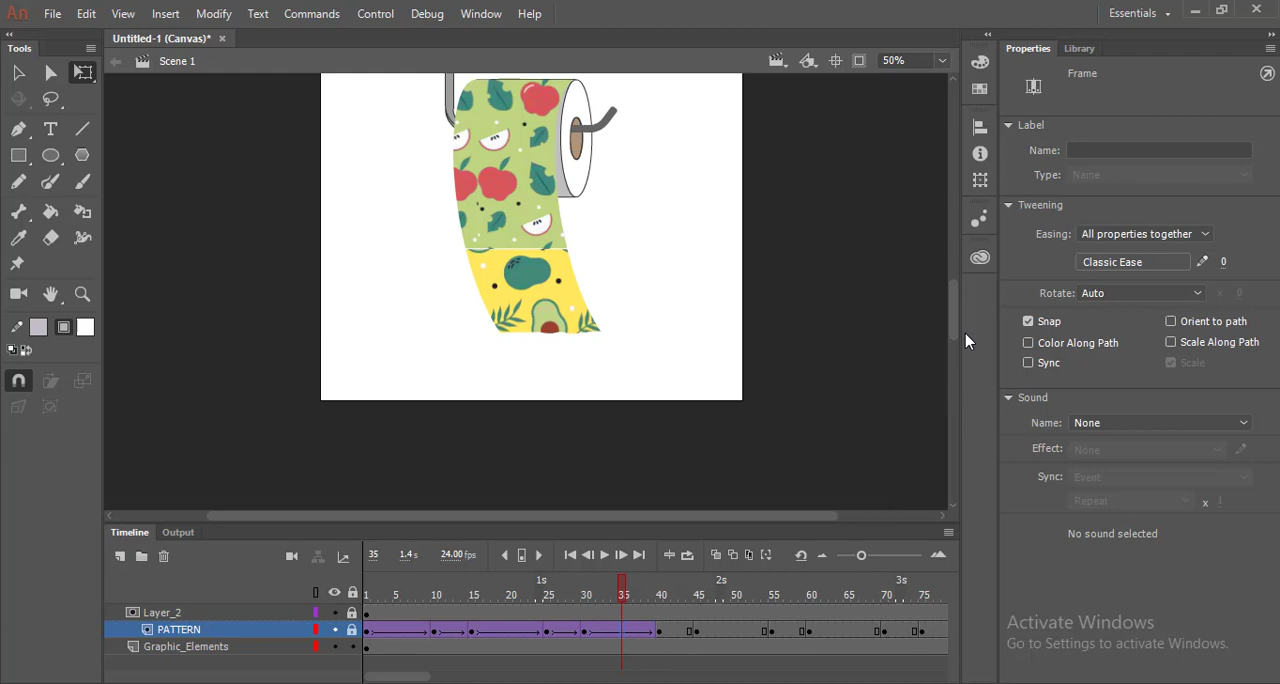 An File Edit View Insert Modify Text Commands Control Debug Window Help Essentials
Tools Untitled-1 (Canvas)* × Properties Library
Scene 1 50%
Frame
Label
Name:
Type: Name
Tweening
Easing: All properties together
Classic Ease 0
Rotate: Auto × 0
Snap Orient to path
Color Along Path Scale Along Path
Sync Scale
Sound
Name: None
Effect: None
Sync: Event
Repeat x 1
No sound selected
Timeline Output
35 1.4 s 24.00 fps
1s 2s 3s
1 5 10 15 20 25 30 35 40 45 50 55 60 65 70 75
Layer_2
PATTERN
Graphic_Elements
Activate Windows
Go to Settings to activate Windows.